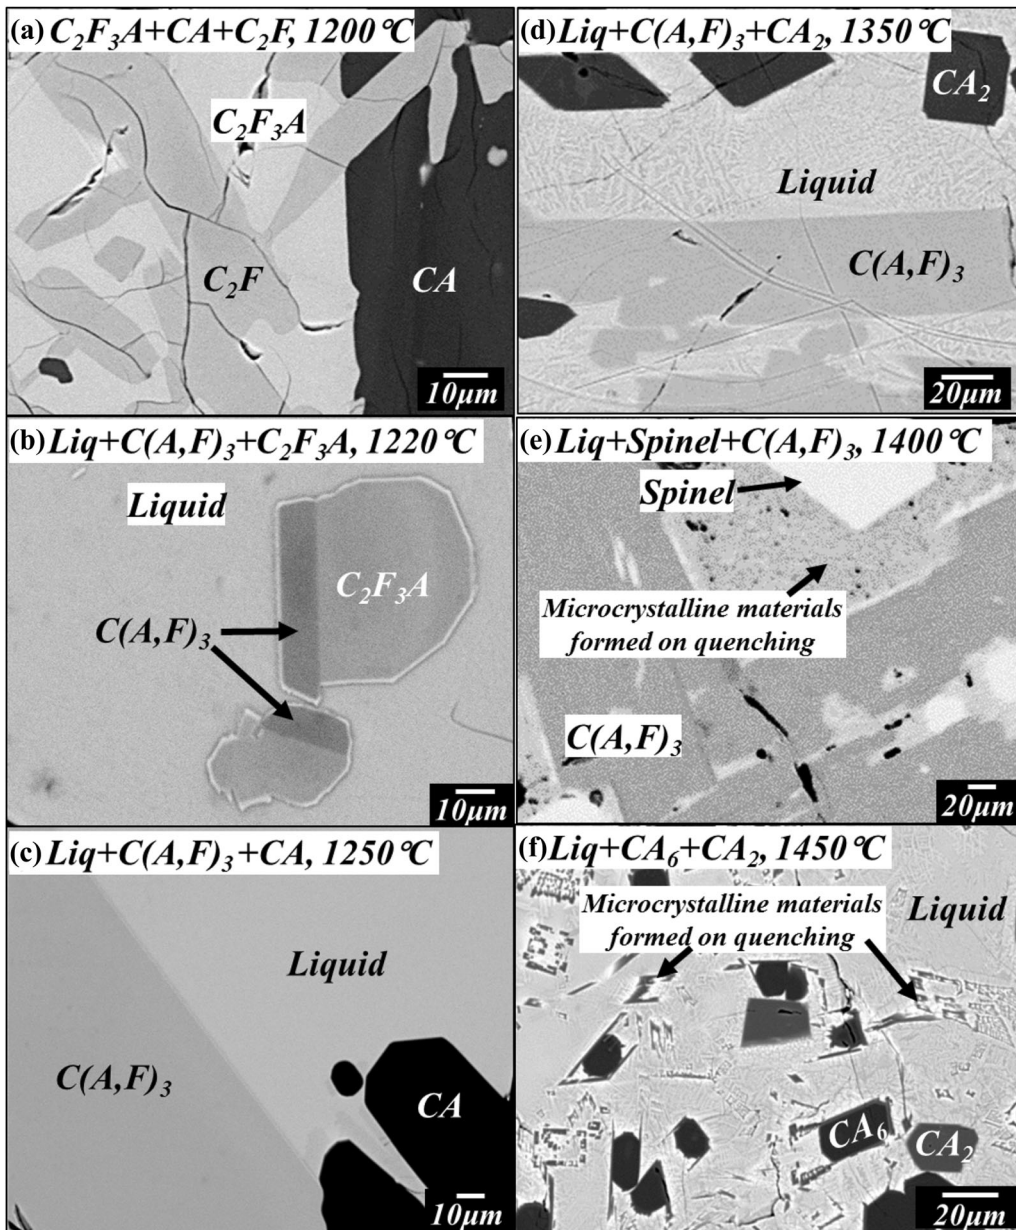 (a) C₂F₃A+CA+C₂F, 1200℃
C₂F₃A
C₂F
CA
10μm
(b) Liq+C(A,F)₃+C₂F₃A, 1220℃
Liquid
C₂F₃A
C(A,F)₃
10μm
(c) Liq+C(A,F)₃+CA, 1250℃
Liquid
C(A,F)₃
CA
10μm
(d) Liq+C(A,F)₃+CA₂, 1350℃
CA₂
Liquid
C(A,F)₃
20μm
(e) Liq+Spinel+C(A,F)₃, 1400℃
Spinel
Microcrystalline materials
formed on quenching
C(A,F)₃
20μm
(f) Liq+CA₆+CA₂, 1450℃
Microcrystalline materials
formed on quenching
Liquid
CA₆
CA₂
20μm